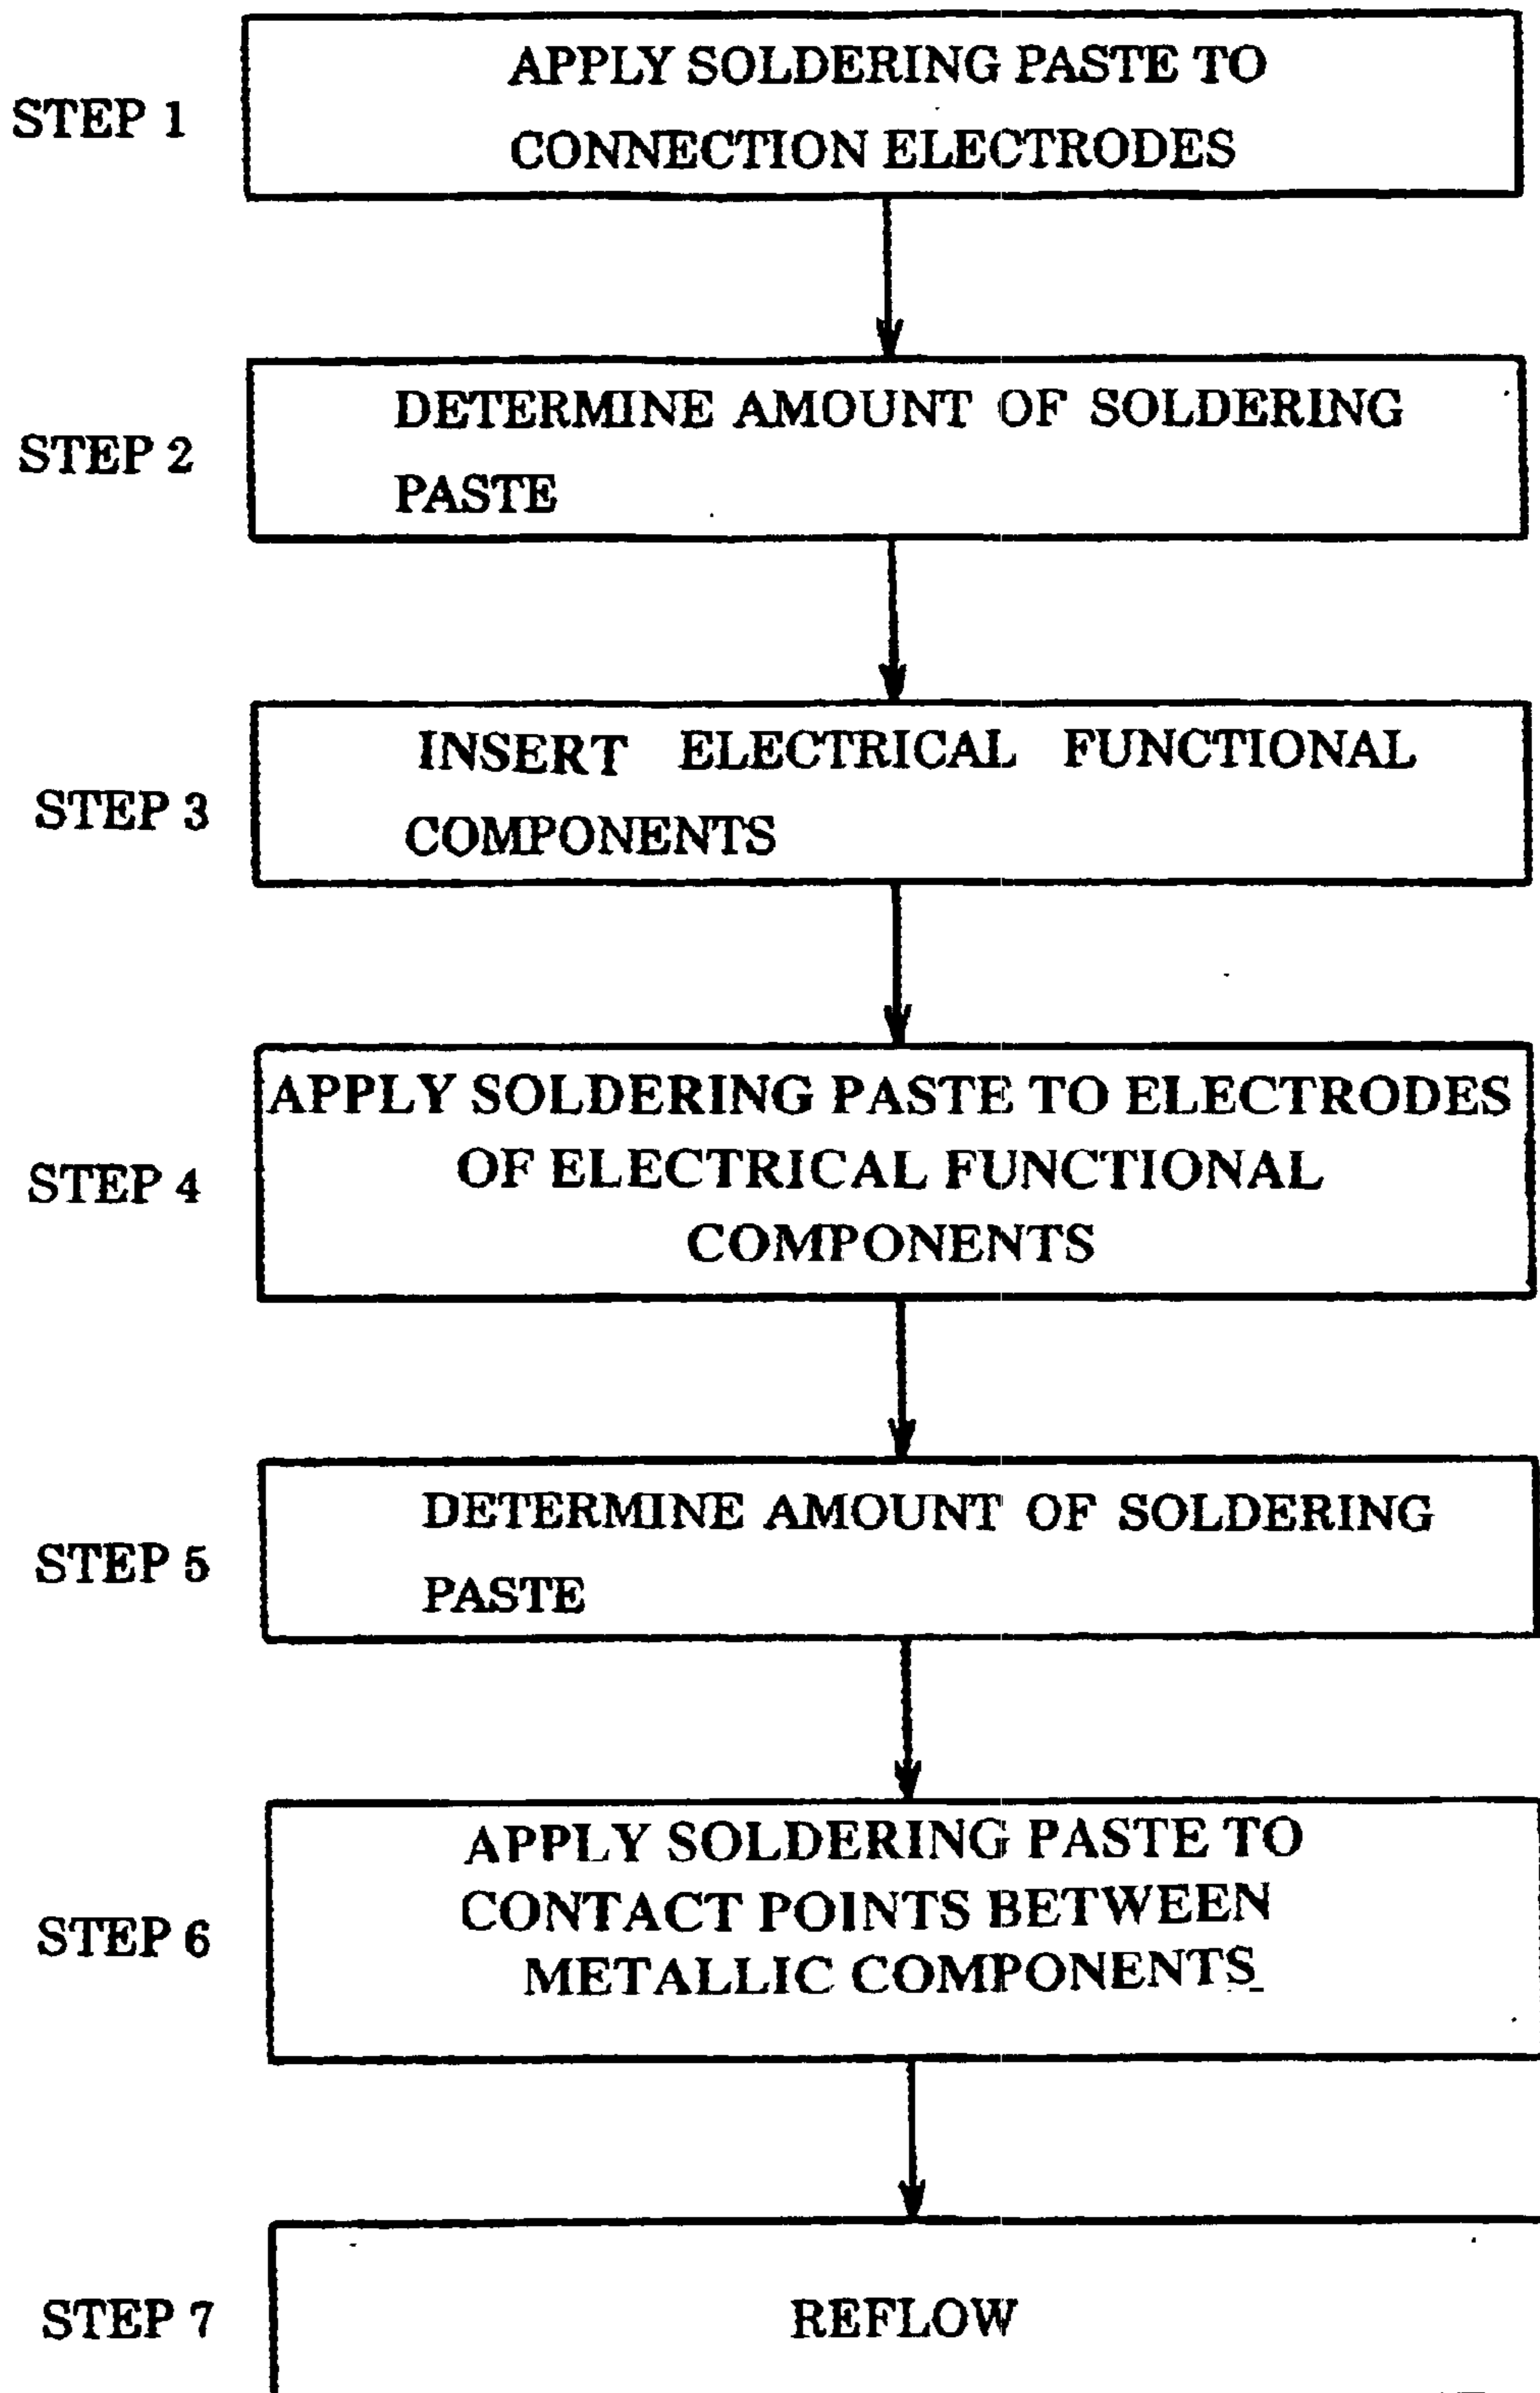 STEP 1
APPLY SOLDERING PASTE TO
CONNECTION ELECTRODES
STEP 2
DETERMINE AMOUNT OF SOLDERING
PASTE
STEP 3
INSERT ELECTRICAL FUNCTIONAL
COMPONENTS
STEP 4
APPLY SOLDERING PASTE TO ELECTRODES
OF ELECTRICAL FUNCTIONAL
COMPONENTS
STEP 5
DETERMINE AMOUNT OF SOLDERING
PASTE
STEP 6
APPLY SOLDERING PASTE TO
CONTACT POINTS BETWEEN
METALLIC COMPONENTS
STEP 7
REFLOW